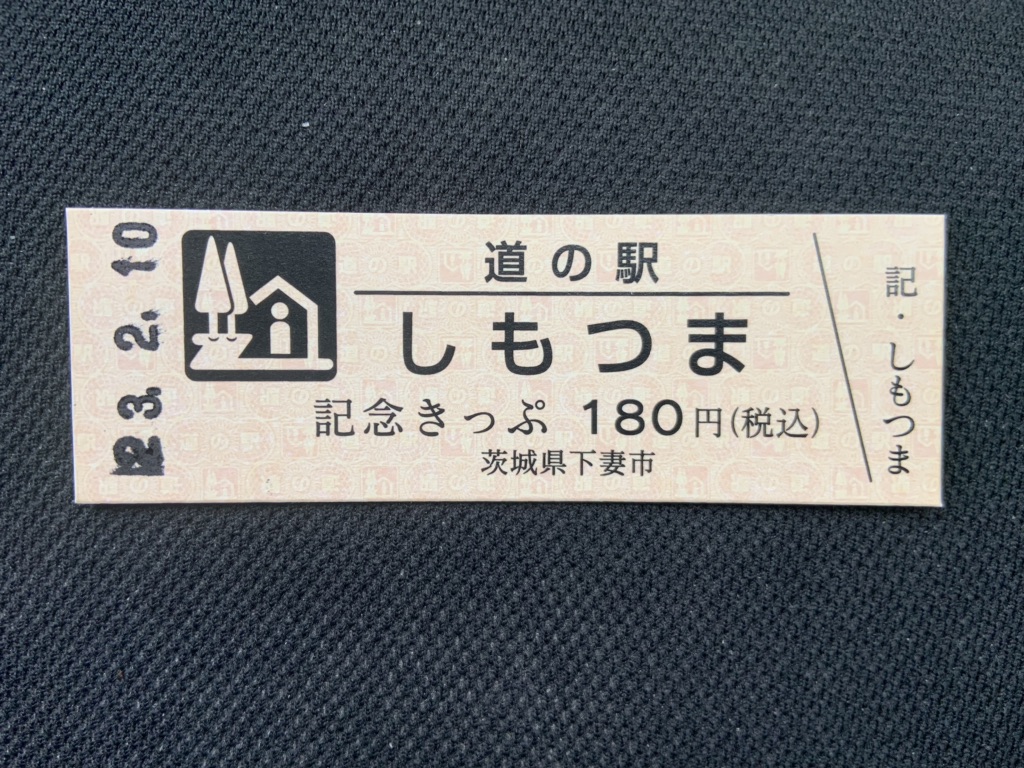 23.2.10
道の駅
しもつま
記念きっぷ 180円(税込)
茨城県下妻市
記・しもつま